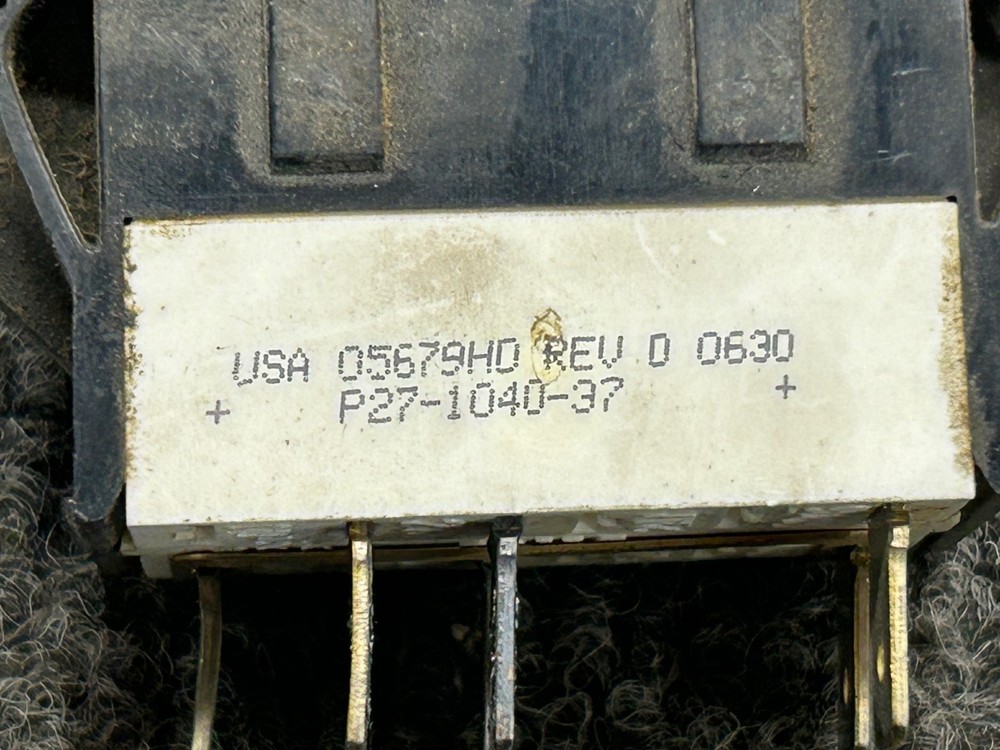 USA 05679HD REV D 0630
+ P27-1040-37 +